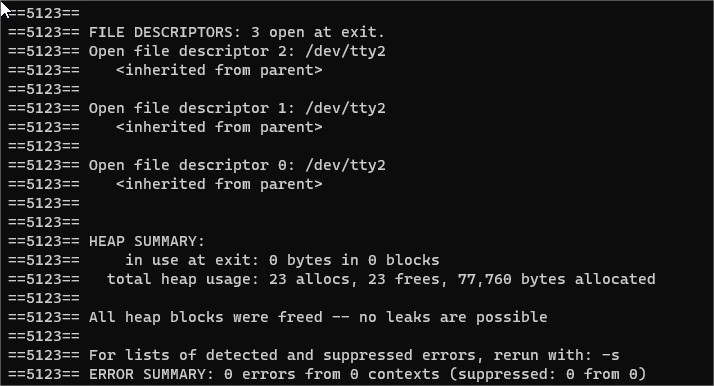 ==5123==
==5123== FILE DESCRIPTORS: 3 open at exit.
==5123== Open file descriptor 2: /dev/tty2
==5123==    <inherited from parent>
==5123==
==5123== Open file descriptor 1: /dev/tty2
==5123==    <inherited from parent>
==5123==
==5123== Open file descriptor 0: /dev/tty2
==5123==    <inherited from parent>
==5123==
==5123==
==5123== HEAP SUMMARY:
==5123==     in use at exit: 0 bytes in 0 blocks
==5123==   total heap usage: 23 allocs, 23 frees, 77,760 bytes allocated
==5123==
==5123== All heap blocks were freed -- no leaks are possible
==5123==
==5123== For lists of detected and suppressed errors, rerun with: -s
==5123== ERROR SUMMARY: 0 errors from 0 contexts (suppressed: 0 from 0)